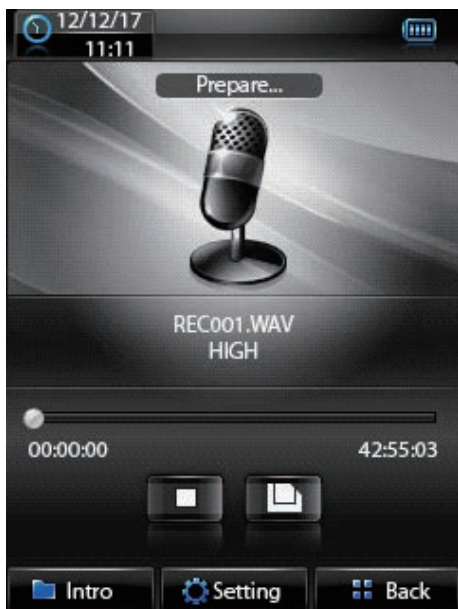 12/12/17
11:11
Prepare...
REC001.WAV
HIGH
00:00:00 42:55:03
Intro Setting Back